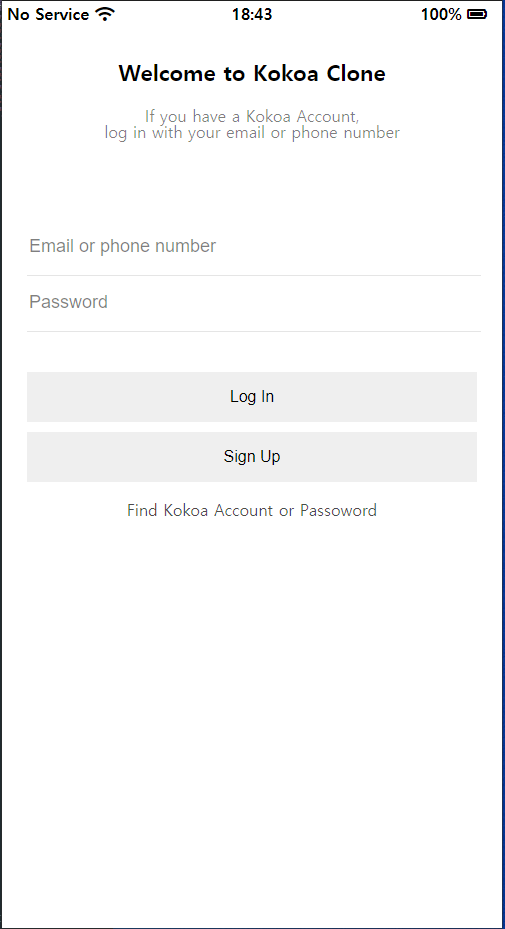 No Service 18:43 100%
Welcome to Kokoa Clone
If you have a Kokoa Account,
log in with your email or phone number
Email or phone number
Password
Log In
Sign Up
Find Kokoa Account or Passoword